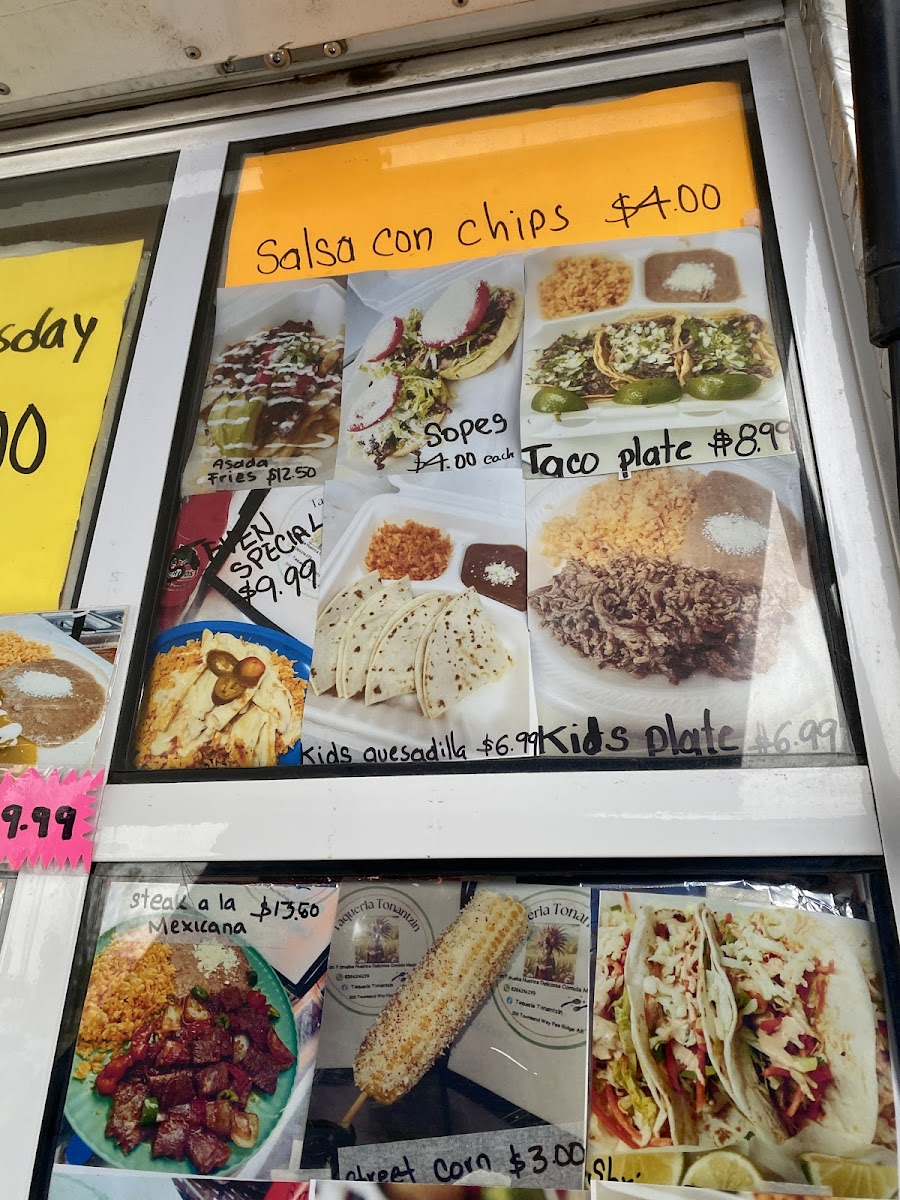 Salsa con chips $4.00
sday
00
Asada
Fries $12.50
Sopes
$4.00 each
Taco plate $8.99
SPECIAL
$9.99
Kids quesadilla $6.99
Kids plate $6.99
9.99
steak a la
Mexicana
$13.50
Taqueria Tonantzin
Taqueria Tonantzin
Street Corn $3.00